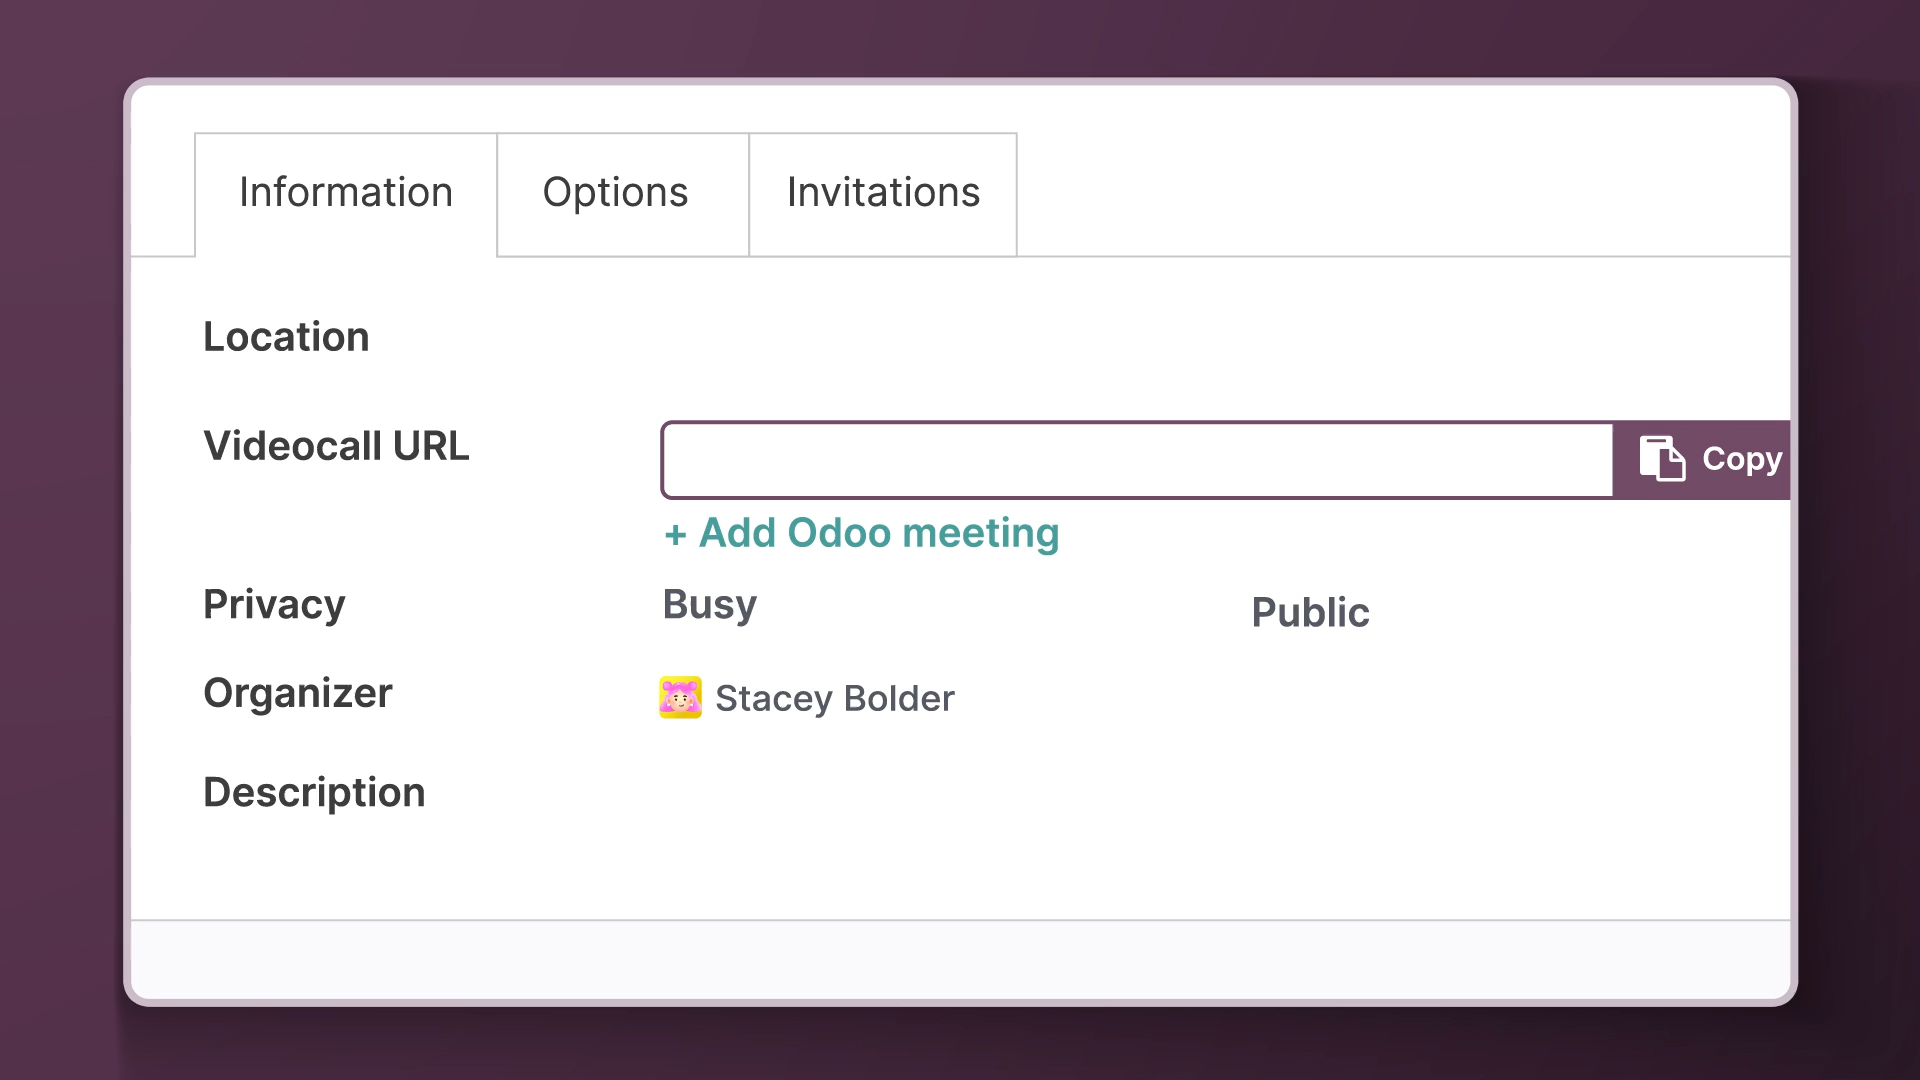 Information Options Invitations
Location
Videocall URL
Copy
+ Add Odoo meeting
Privacy Busy Public
Organizer Stacey Bolder
Description